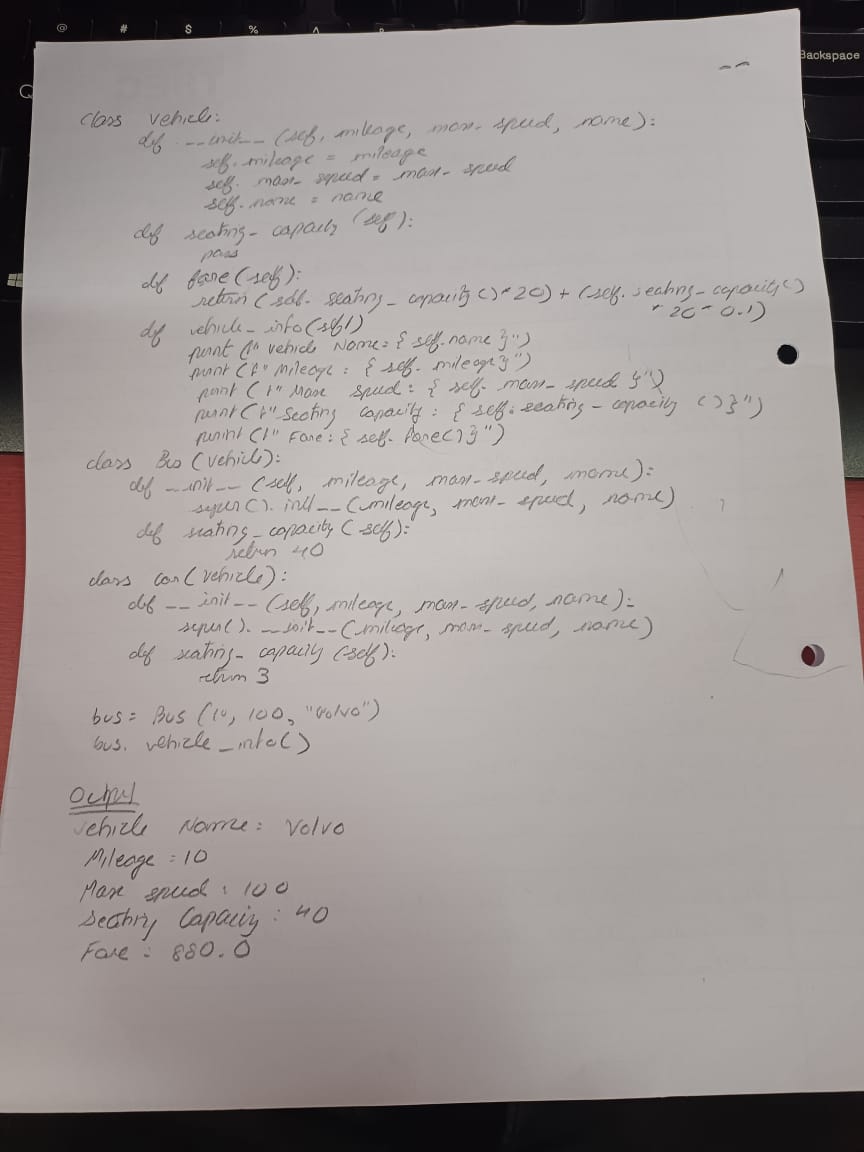 @ # $ %
Backspace
class vehicle:
def __init__ (self, mileage, max_speed, name):
self.mileage = mileage
self.max_speed = max_speed
self.name = name
def seating_capacity (self):
pass
def fare (self):
return (self.seating_capacity()*20) + (self.seating_capacity()
*20*0.1)
def vehicle_info(self)
print (f"vehicle Name: {self.name}")
print (f"Mileage: {self.mileage}")
print (f"Max speed: {self.max_speed}")
print (f"Seating capacity: {self.seating_capacity()}")
print (f"Fare: {self.fare()}")
class Bus (vehicle):
def __init__ (self, mileage, max_speed, name):
super().init__(mileage, max_speed, name)
def seating_capacity (self):
return 40
class car(vehicle):
def __init__ (self, mileage, max_speed, name):
super().__init__(mileage, max_speed, name)
def seating_capacity (self):
return 3
bus = Bus (10, 100, "Volvo")
bus.vehicle_info()
Output
Vehicle Name: Volvo
Mileage: 10
Max speed: 100
Seating Capaciy: 40
Fare: 880.0